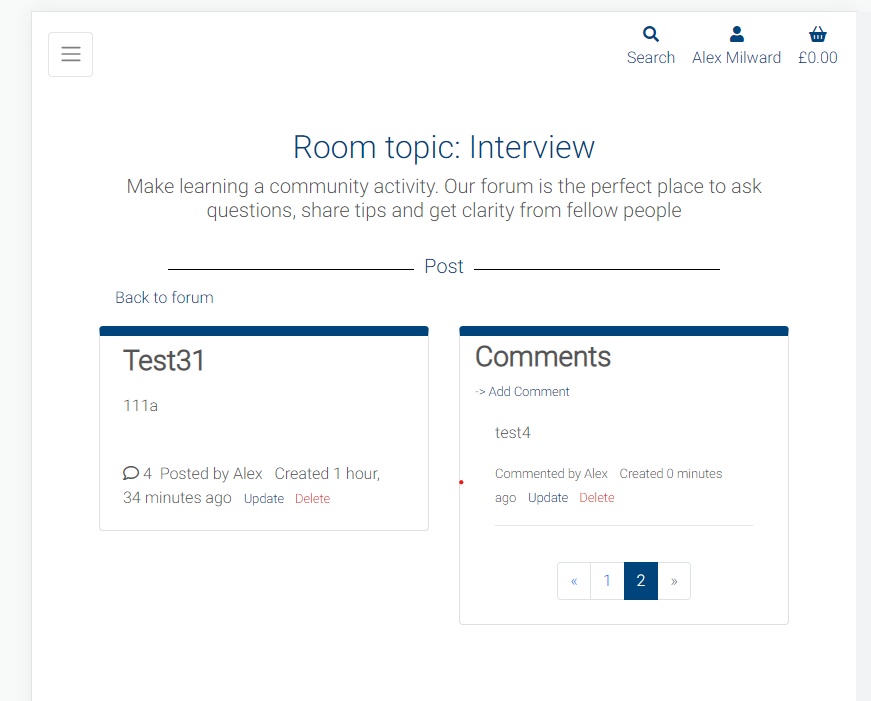 Search Alex Milward £0.00
Room topic: Interview
Make learning a community activity. Our forum is the perfect place to ask
questions, share tips and get clarity from fellow people
Post
Back to forum
Test31
111a
4 Posted by Alex Created 1 hour,
34 minutes ago Update Delete
Comments
-> Add Comment
test4
Commented by Alex Created 0 minutes
ago Update Delete
« 1 2 »